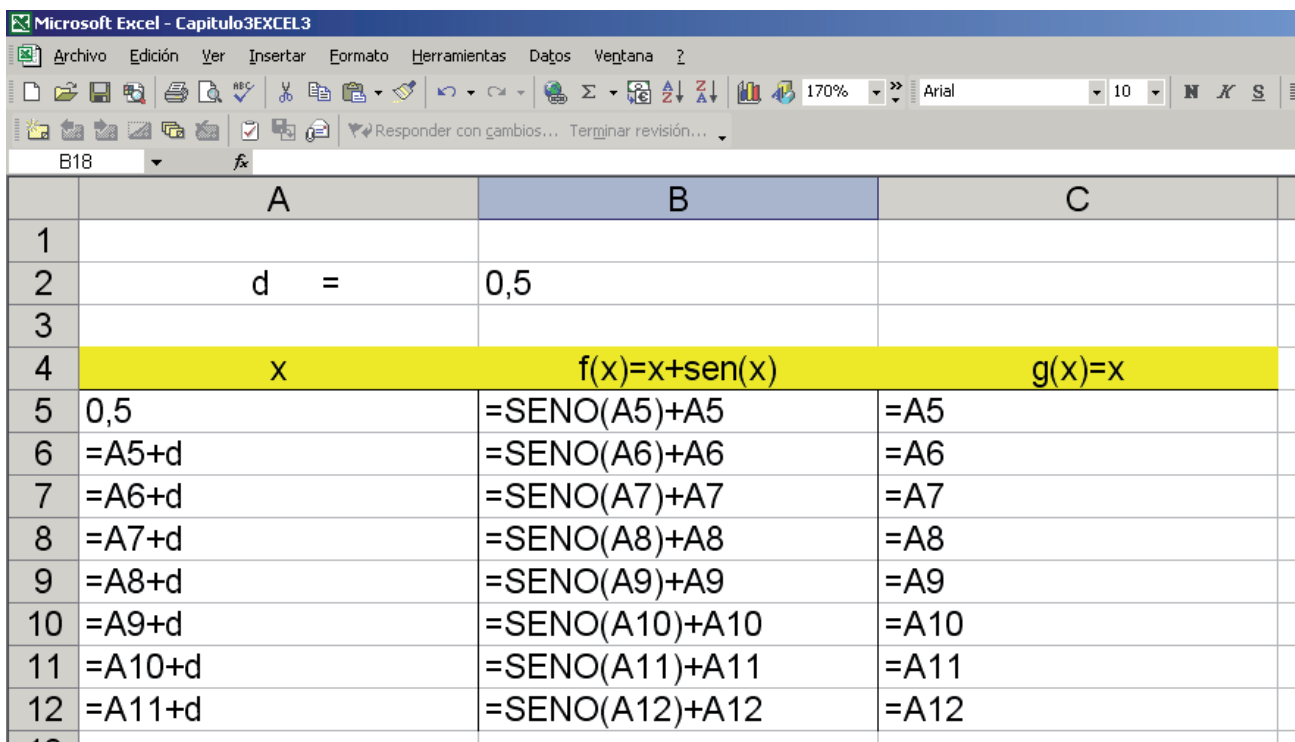 Microsoft Excel - Capitulo3EXCEL3
Archivo Edición Ver Insertar Formato Herramientas Datos Ventana ?
ABC Σ A Z Z A 170% Arial 10 N K S
Responder con cambios... Terminar revisión...
B18 fx
A B C
1
2 d = 0,5
3
4 x f(x)=x+sen(x) g(x)=x
5 0,5 =SENO(A5)+A5 =A5
6 =A5+d =SENO(A6)+A6 =A6
7 =A6+d =SENO(A7)+A7 =A7
8 =A7+d =SENO(A8)+A8 =A8
9 =A8+d =SENO(A9)+A9 =A9
10 =A9+d =SENO(A10)+A10 =A10
11 =A10+d =SENO(A11)+A11 =A11
12 =A11+d =SENO(A12)+A12 =A12